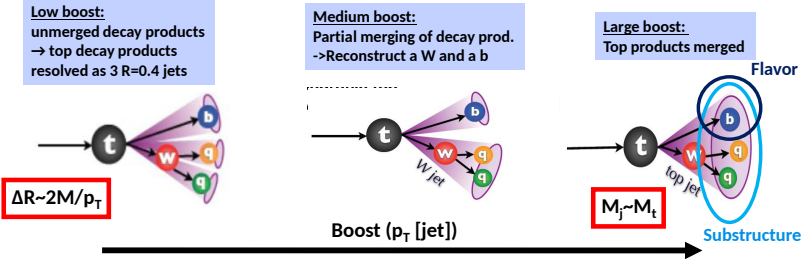 Low boost:
unmerged decay products
→ top decay products
resolved as 3 R=0.4 jets
Medium boost:
Partial merging of decay prod.
->Reconstruct a W and a b
Large boost:
Top products merged
Flavor
t
b
W
q
q
t
b
W
q
q
W jet
t
b
W
q
q
top jet
ΔR~2M/pT
Mj~Mt
Boost (pT [jet])
Substructure